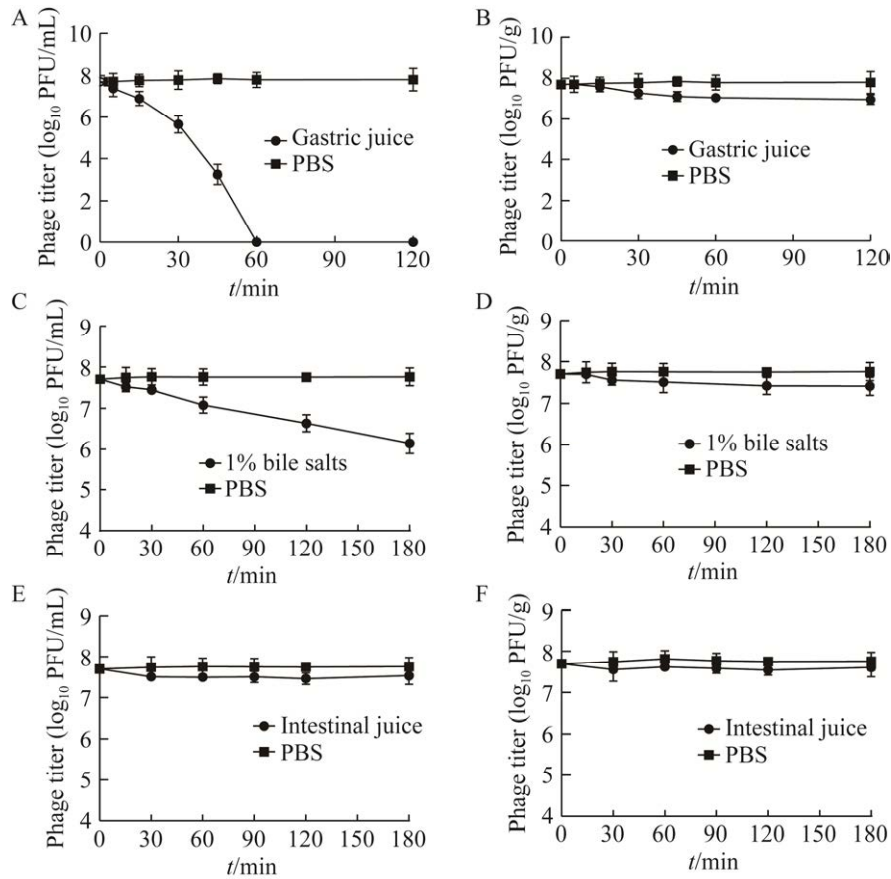 A
Phage titer (log₁₀ PFU/mL)
10
8
6
4
2
0
Gastric juice
PBS
0 30 60 90 120
t/min
B
Phage titer (log₁₀ PFU/g)
10
9
8
7
6
5
4
Gastric juice
PBS
0 30 60 90 120
t/min
C
Phage titer (log₁₀ PFU/mL)
9
8
7
6
5
4
1% bile salts
PBS
0 30 60 90 120 150 180
t/min
D
Phage titer (log₁₀ PFU/g)
9
8
7
6
5
4
1% bile salts
PBS
0 30 60 90 120 150 180
t/min
E
Phage titer (log₁₀ PFU/mL)
9
8
7
6
5
4
Intestinal juice
PBS
0 30 60 90 120 150 180
t/min
F
Phage titer (log₁₀ PFU/g)
9
8
7
6
5
4
Intestinal juice
PBS
0 30 60 90 120 150 180
t/min